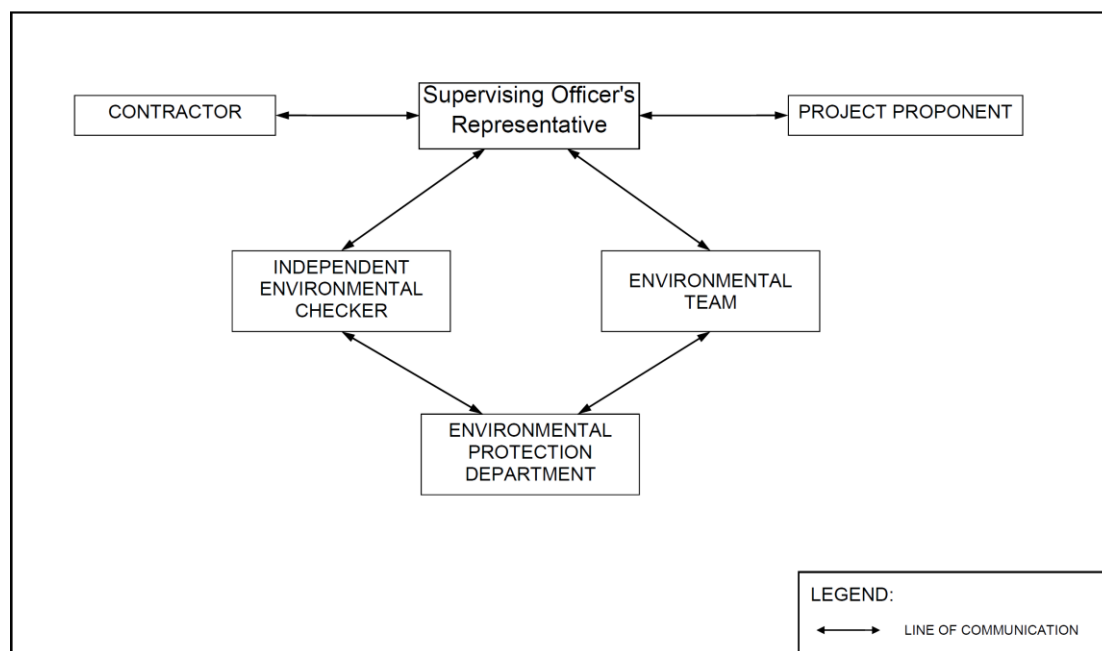 CONTRACTOR
Supervising Officer's
Representative
PROJECT PROPONENT
INDEPENDENT
ENVIRONMENTAL
CHECKER
ENVIRONMENTAL
TEAM
ENVIRONMENTAL
PROTECTION
DEPARTMENT
LEGEND:
LINE OF COMMUNICATION